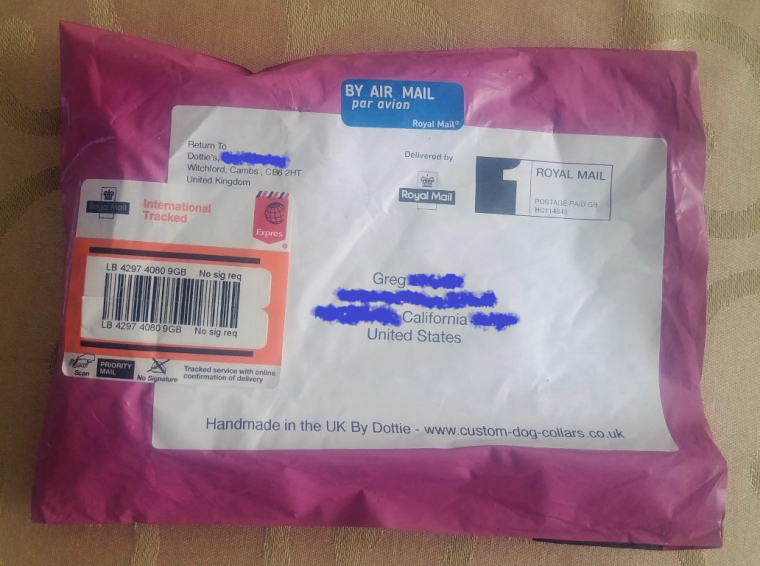 BY AIR MAIL
par avion
Royal Mail
Return To
Dottie's,
Witchford, Cambs, CB6 2HT
United Kingdom
Delivered by
Royal Mail
1
ROYAL MAIL
POSTAGE PAID GB
Royal Mail
International
Tracked
Expres
LB 4297 4080 9GB No sig req
LB 4297 4080 9GB No sig req
Scan
PRIORITY
MAIL
No Signature
Tracked service with online
confirmation of delivery
Greg
California
United States
Handmade in the UK By Dottie - www.custom-dog-collars.co.uk